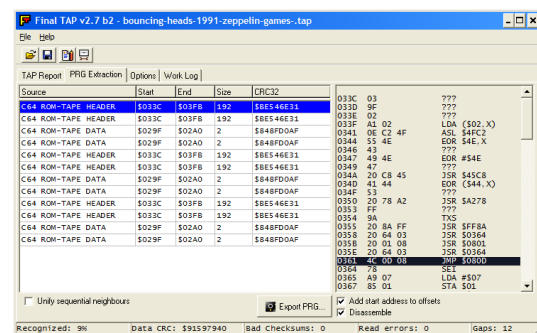 Final TAP v2.7 b2 - bouncing-heads-1991-zeppelin-games-.tap
File Help
TAP Report PRG Extraction Options Work Log
Source Start End Size CRC32
C64 ROM-TAPE HEADER $033C $03FB 192 $BE546E31
C64 ROM-TAPE HEADER $033C $03FB 192 $BE546E31
C64 ROM-TAPE DATA $029F $02A0 2 $848FD0AF
C64 ROM-TAPE DATA $029F $02A0 2 $848FD0AF
C64 ROM-TAPE HEADER $033C $03FB 192 $BE546E31
C64 ROM-TAPE HEADER $033C $03FB 192 $BE546E31
C64 ROM-TAPE DATA $029F $02A0 2 $848FD0AF
C64 ROM-TAPE DATA $029F $02A0 2 $848FD0AF
C64 ROM-TAPE HEADER $033C $03FB 192 $BE546E31
C64 ROM-TAPE HEADER $033C $03FB 192 $BE546E31
C64 ROM-TAPE DATA $029F $02A0 2 $848FD0AF
C64 ROM-TAPE DATA $029F $02A0 2 $848FD0AF
033C 03 ???
033D 9F ???
033E 02 ???
033F A1 02 LDA ($02,X)
0341 0E C2 4F ASL $4FC2
0344 55 4E EOR $4E,X
0346 43 ???
0347 49 4E EOR #$4E
0349 47 ???
034A 20 C8 45 JSR $45C8
034D 41 44 EOR ($44,X)
034F 53 ???
0350 20 78 A2 JSR $A278
0353 FF ???
0354 9A TXS
0355 20 8A FF JSR $FF8A
0358 20 64 03 JSR $0364
035B 20 01 08 JSR $0801
035E 20 64 03 JSR $0364
0361 4C 0D 08 JMP $080D
0364 78 SEI
0365 A9 07 LDA #$07
0367 85 01 STA $01
Unify sequential neighbours
Export PRG...
Add start address to offsets
Disassemble
Recognized: 9% Data CRC: $91597940 Bad Checksums: 0 Read errors: 0 Gaps: 12